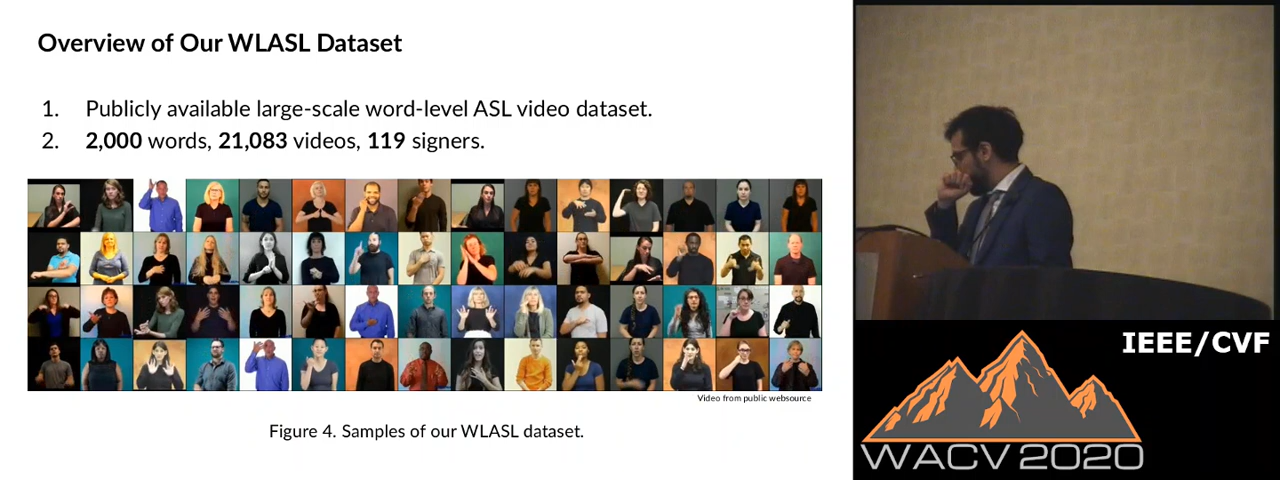 Overview of Our WLASL Dataset
1. Publicly available large-scale word-level ASL video dataset.
2. 2,000 words, 21,083 videos, 119 signers.
Video from public websource
Figure 4. Samples of our WLASL dataset.
IEEE/CVF
WACV 2020